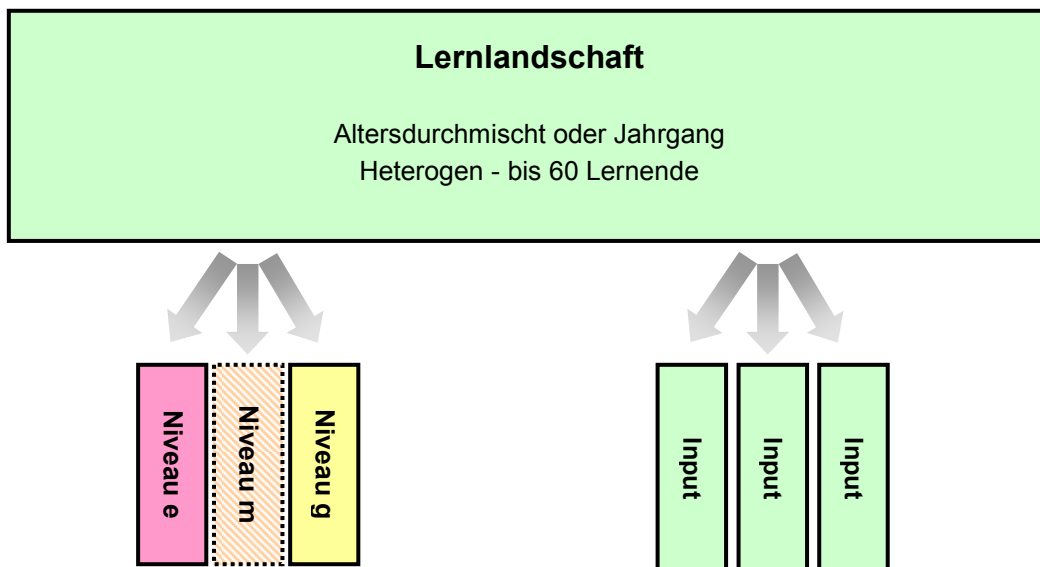 Lernlandschaft
Altersdurchmischt oder Jahrgang
Heterogen - bis 60 Lernende
Niveau e
Niveau m
Niveau g
Input
Input
Input